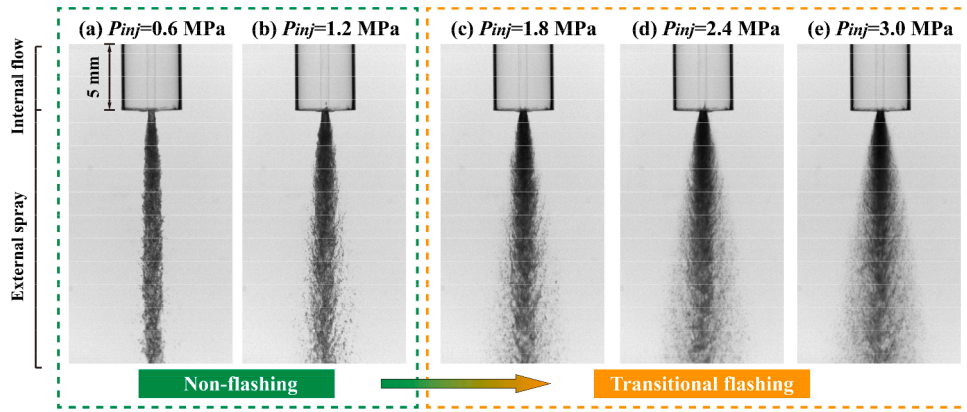 (a) Pinj=0.6 MPa
(b) Pinj=1.2 MPa
(c) Pinj=1.8 MPa
(d) Pinj=2.4 MPa
(e) Pinj=3.0 MPa
Internal flow
5 mm
External spray
Non-flashing
Transitional flashing